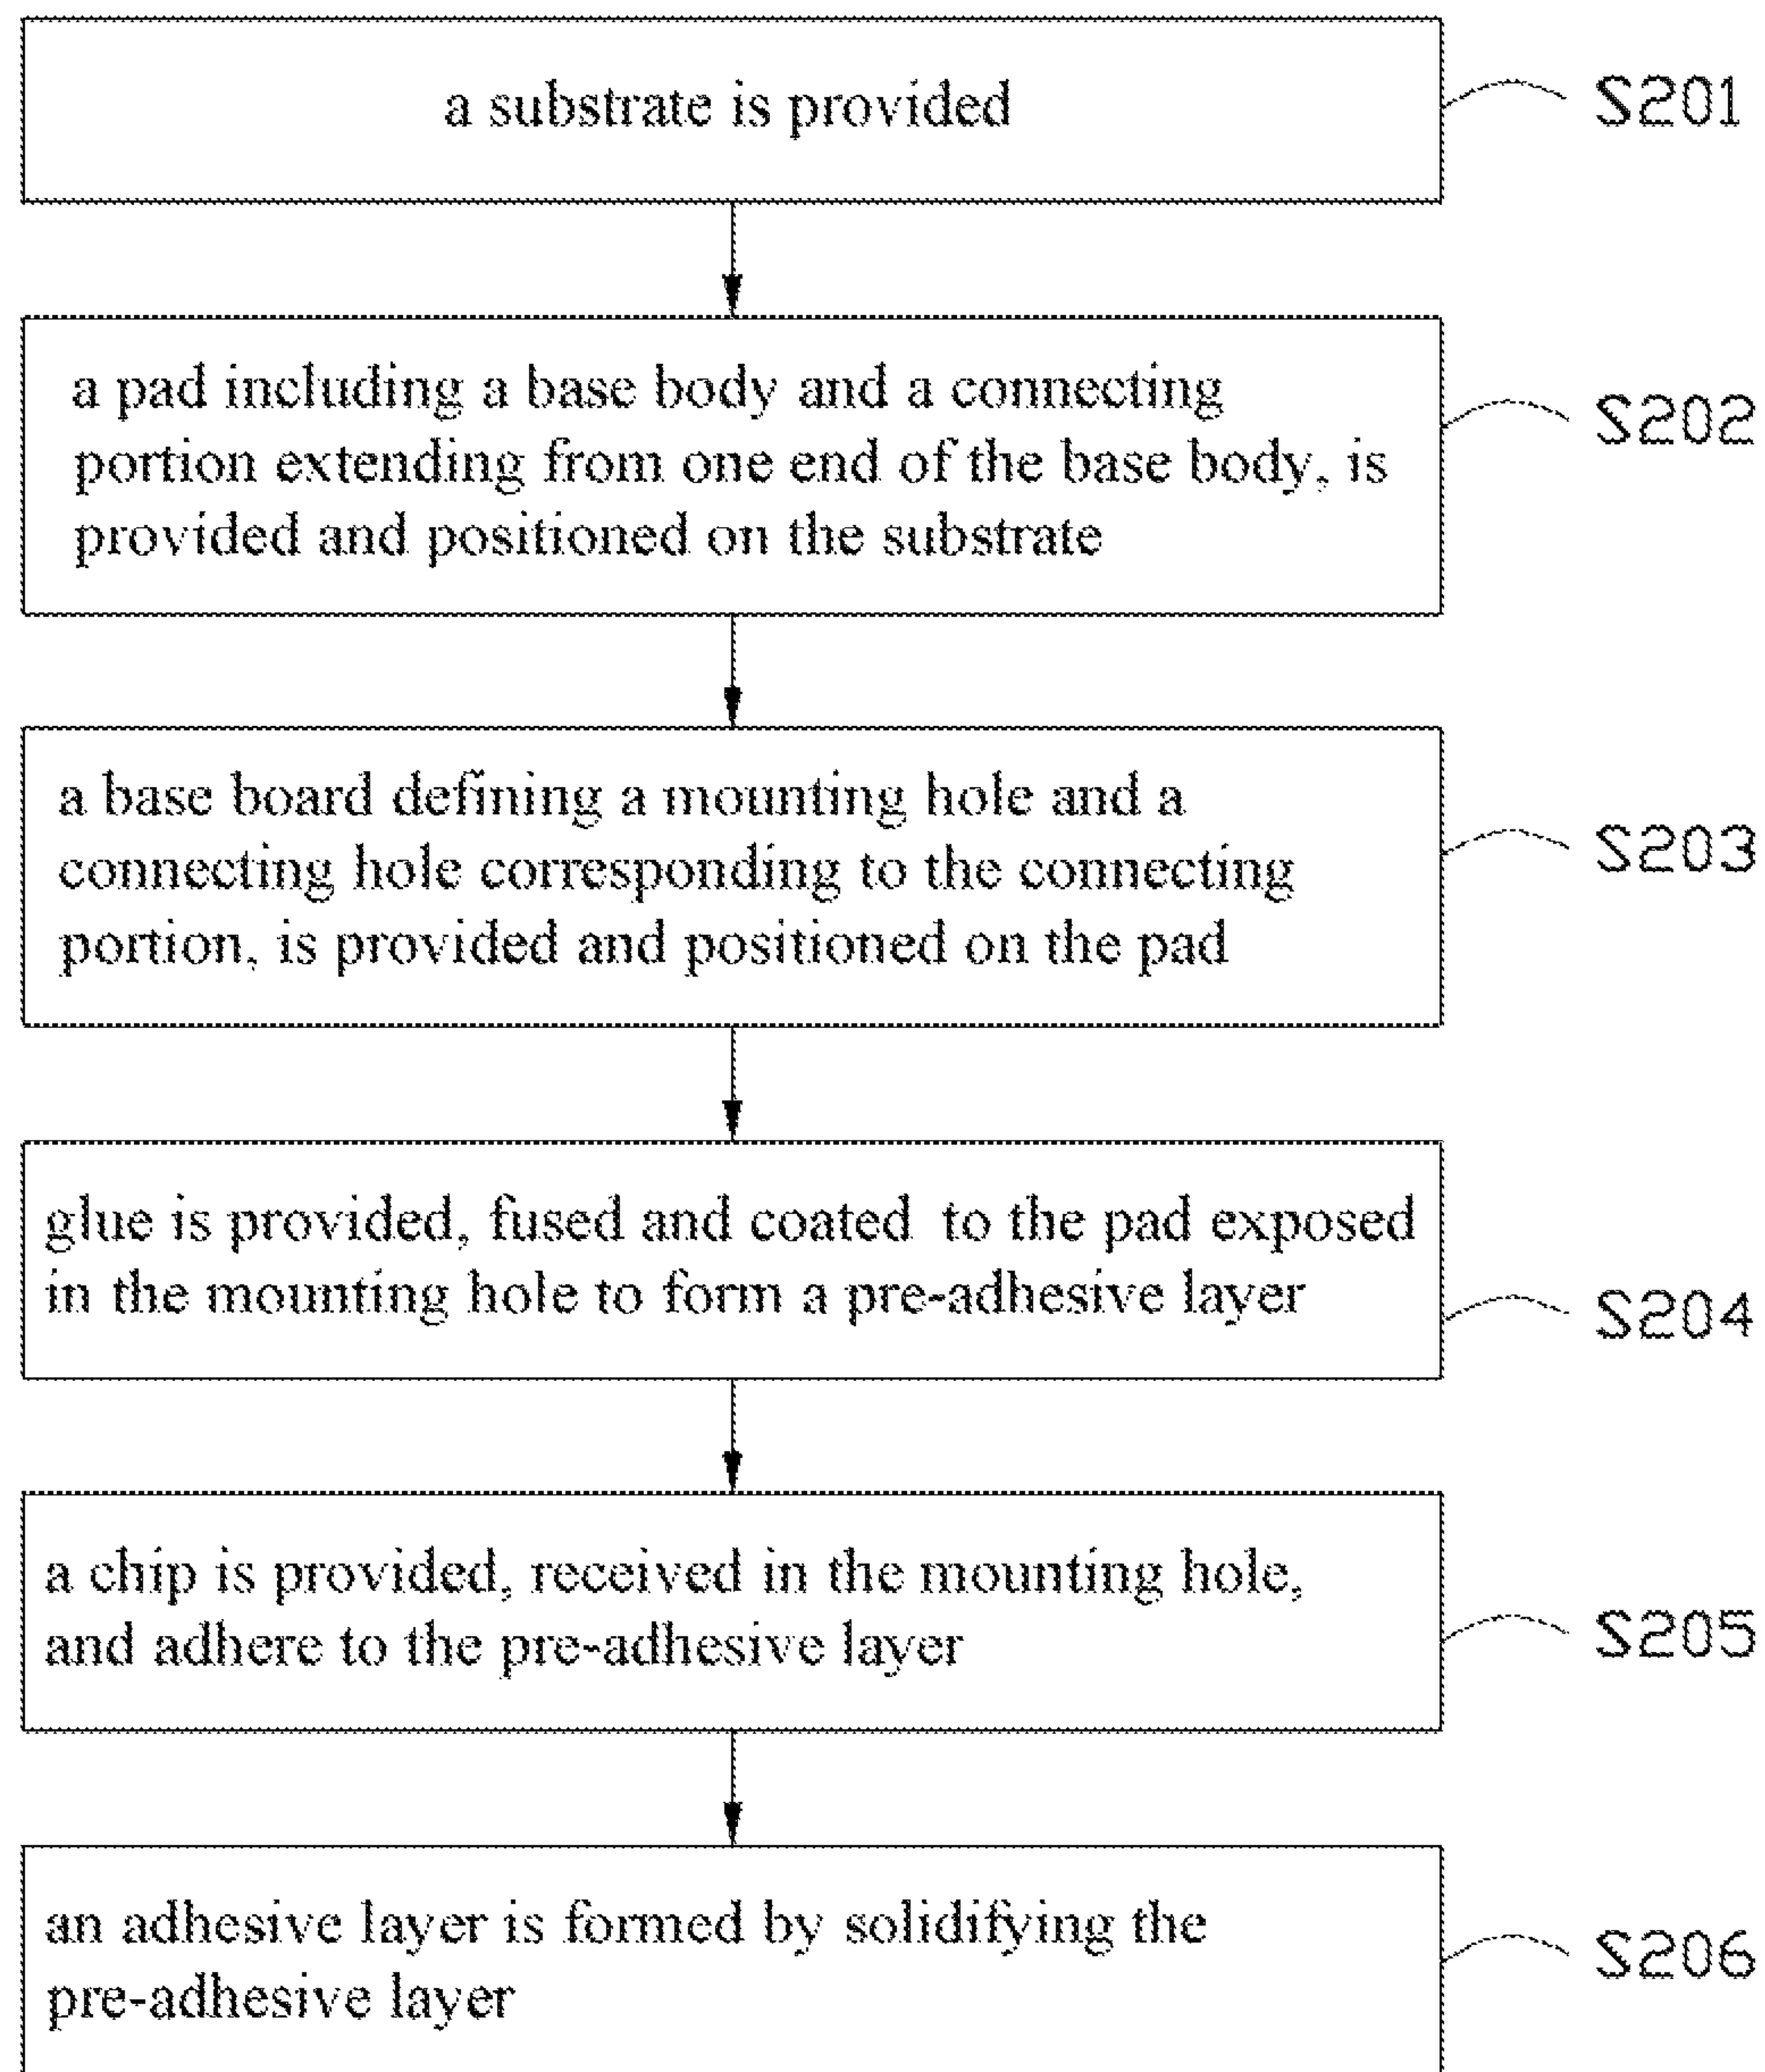 a substrate is provided
S201
a pad including a base body and a connecting
portion extending from one end of the base body, is
provided and positioned on the substrate
S202
a base board defining a mounting hole and a
connecting hole corresponding to the connecting
portion, is provided and positioned on the pad
S203
glue is provided, fused and coated to the pad exposed
in the mounting hole to form a pre-adhesive layer
S204
a chip is provided, received in the mounting hole,
and adhere to the pre-adhesive layer
S205
an adhesive layer is formed by solidifying the
pre-adhesive layer
S206